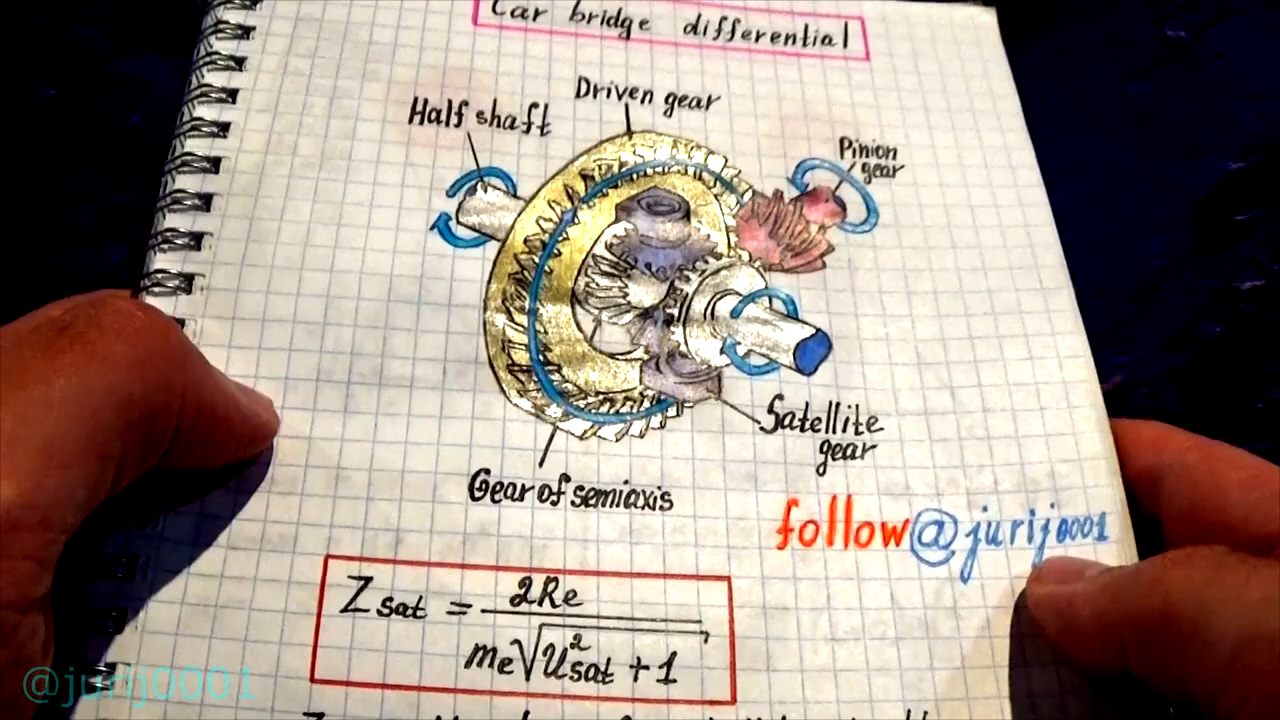 Car bridge differential
Driven gear
Half shaft
Pinion
gear
Satellite
gear
Gear of semiaxis
follow@jurij0001
Zsat = 2Re
me√U²sat + 1
@jurij0001